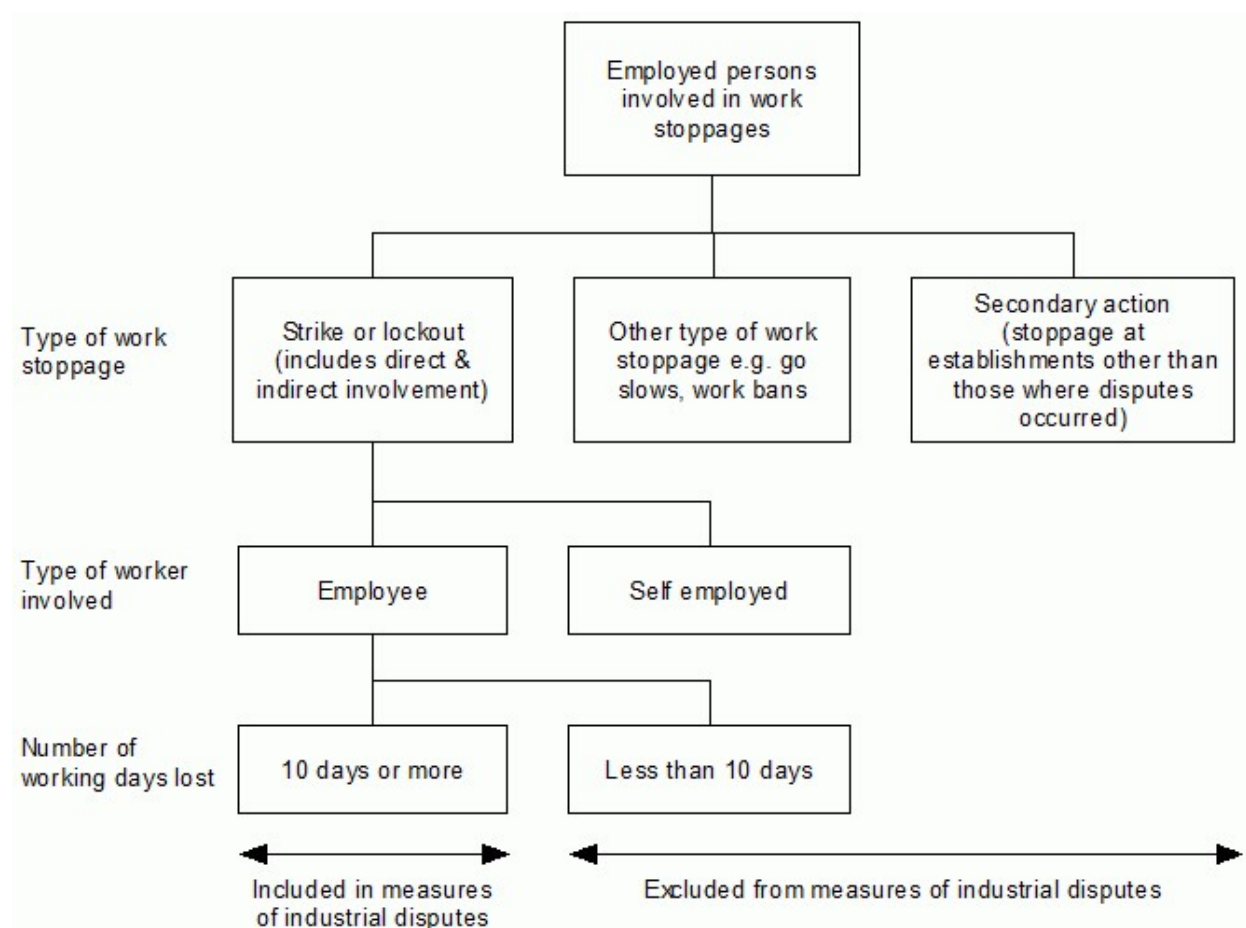 Employed persons
involved in work
stoppages
Type of work
stoppage
Strike or lockout
(includes direct &
indirect involvement)
Other type of work
stoppage e.g. go
slows, work bans
Secondary action
(stoppage at
establishments other than
those where disputes
occurred)
Type of worker
involved
Employee
Self employed
Number of
working days lost
10 days or more
Less than 10 days
Included in measures
of industrial disputes
Excluded from measures of industrial disputes